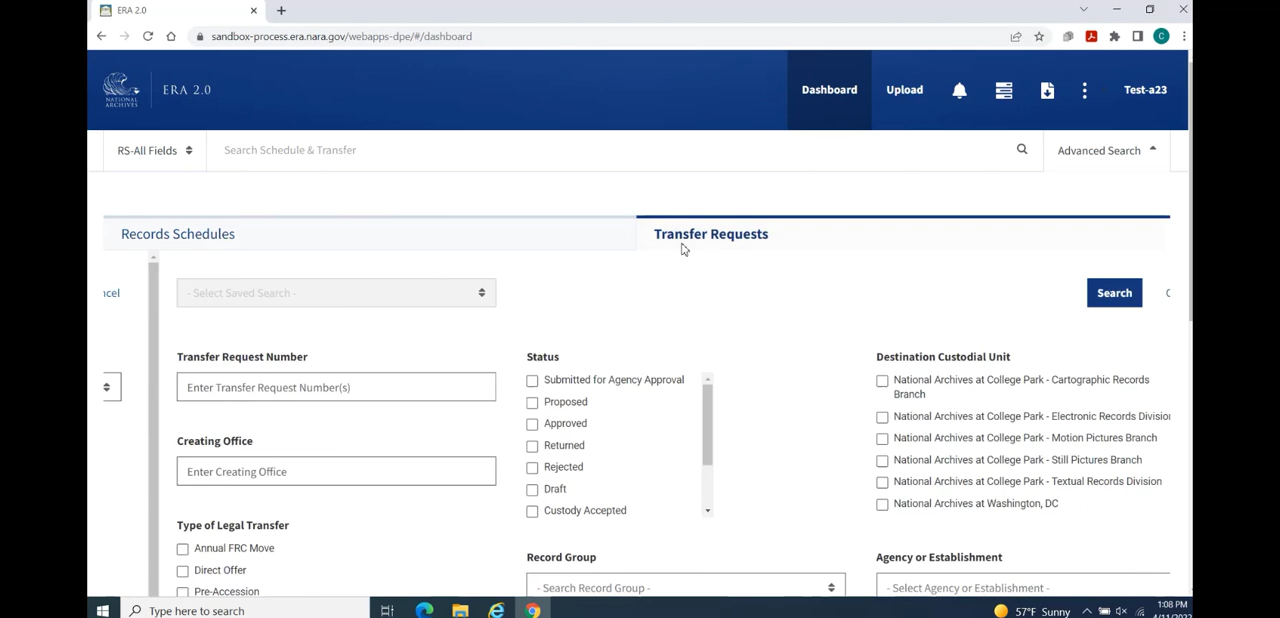 ERA 2.0
sandbox-process.era.nara.gov/webapps-dpe/#/dashboard
C
NATIONAL ARCHIVES
ERA 2.0
Dashboard
Upload
Test-a23
RS-All Fields
Search Schedule & Transfer
Advanced Search
Records Schedules
Transfer Requests
ncel
- Select Saved Search -
Search
Transfer Request Number
Enter Transfer Request Number(s)
Creating Office
Enter Creating Office
Type of Legal Transfer
Annual FRC Move
Direct Offer
Pre-Accession
Status
Submitted for Agency Approval
Proposed
Approved
Returned
Rejected
Draft
Custody Accepted
Record Group
- Search Record Group -
Destination Custodial Unit
National Archives at College Park - Cartographic Records
Branch
National Archives at College Park - Electronic Records Division
National Archives at College Park - Motion Pictures Branch
National Archives at College Park - Still Pictures Branch
National Archives at College Park - Textual Records Division
National Archives at Washington, DC
Agency or Establishment
- Select Agency or Establishment -
Type here to search
57°F Sunny
1:08 PM